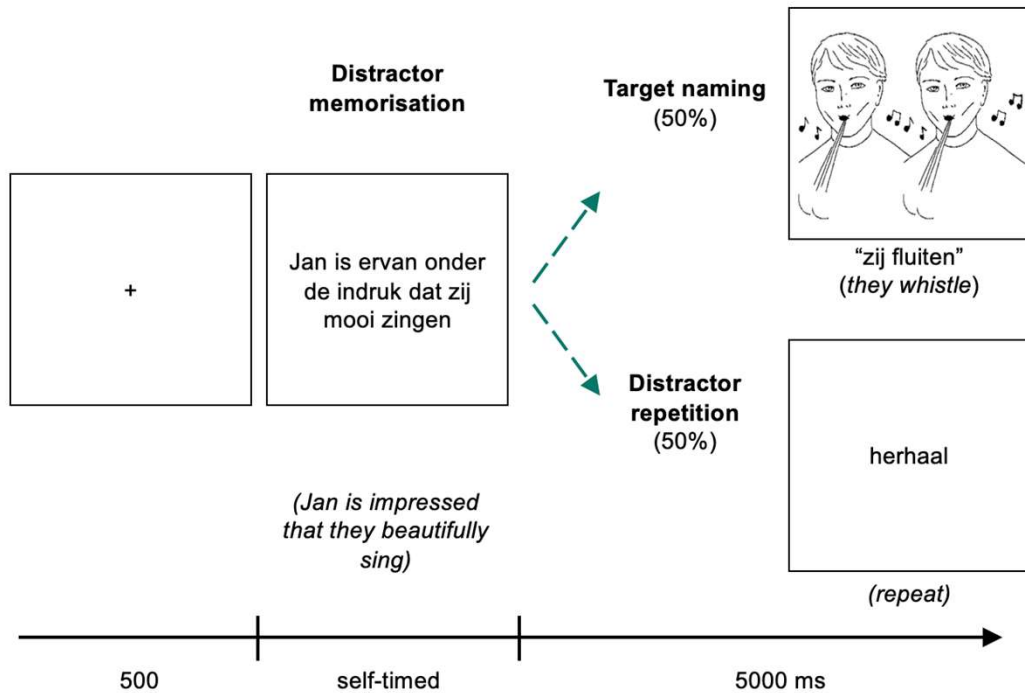 Distractor
memorisation
Target naming
(50%)
+
Jan is ervan onder
de indruk dat zij
mooi zingen
“zij fluiten”
(they whistle)
Distractor
repetition
(50%)
herhaal
(Jan is impressed
that they beautifully
sing)
(repeat)
500
self-timed
5000 ms